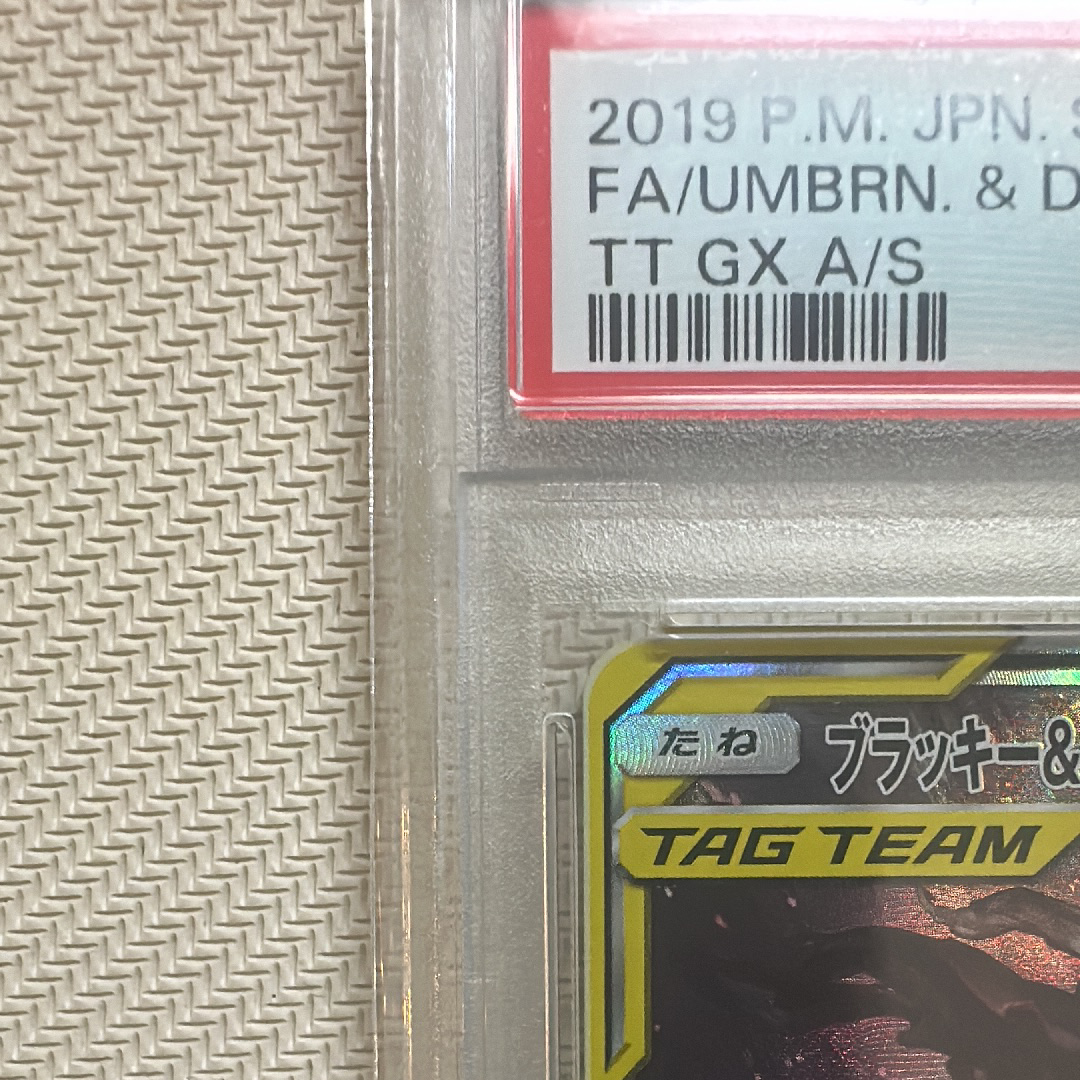 2019 P.M. JPN. S
FA/UMBRN. & D
TT GX A/S
たね
ブラッキー&
TAG TEAM